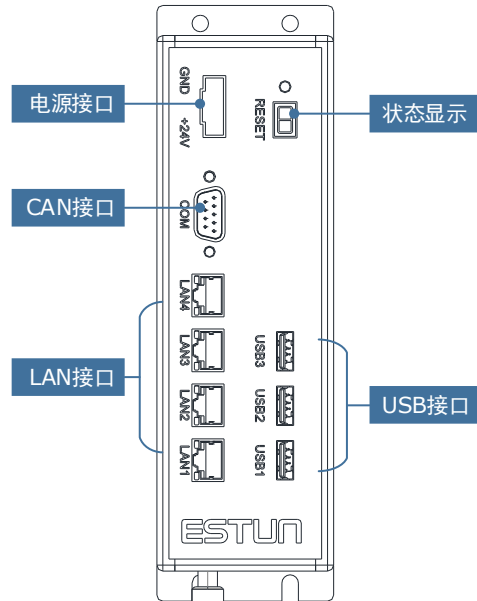 GND
+24V
RESET
电源接口
状态显示
CAN接口
COM
LAN4
LAN3
LAN2
LAN1
LAN接口
USB3
USB2
USB1
USB接口
ESTUN